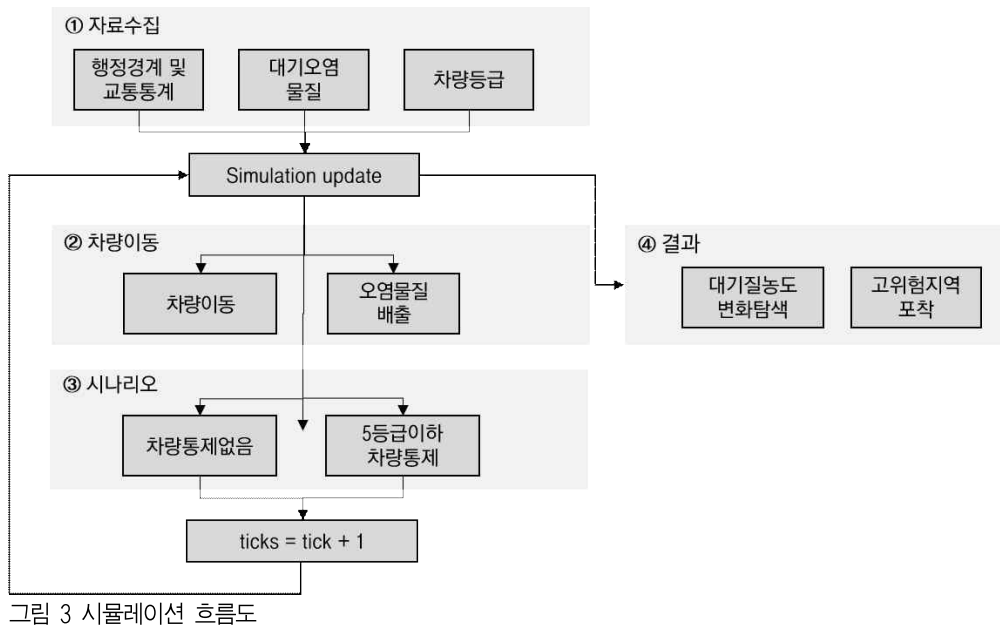 ① 자료수집
행정경계 및
교통통계
대기오염
물질
차량등급
Simulation update
② 차량이동
차량이동
오염물질
배출
③ 시나리오
차량통제없음
5등급이하
차량통제
ticks = tick + 1
④ 결과
대기질농도
변화탐색
고위험지역
포착
그림 3 시뮬레이션 흐름도